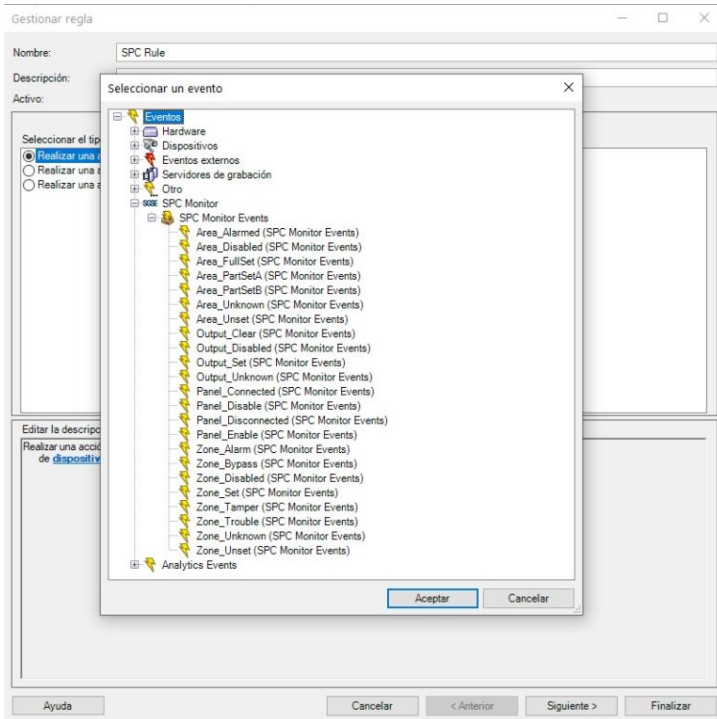 Gestionar regla
Nombre:
SPC Rule
Descripción:
Activo:
Seleccionar el tip
Realizar una a
Realizar una a
Realizar una a
Seleccionar un evento
Eventos
Hardware
Dispositivos
Eventos externos
Servidores de grabación
Otro
SPC Monitor
SPC Monitor Events
Area_Alarmed (SPC Monitor Events)
Area_Disabled (SPC Monitor Events)
Area_FullSet (SPC Monitor Events)
Area_PartSetA (SPC Monitor Events)
Area_PartSetB (SPC Monitor Events)
Area_Unknown (SPC Monitor Events)
Area_Unset (SPC Monitor Events)
Output_Clear (SPC Monitor Events)
Output_Disabled (SPC Monitor Events)
Output_Set (SPC Monitor Events)
Output_Unknown (SPC Monitor Events)
Panel_Connected (SPC Monitor Events)
Panel_Disable (SPC Monitor Events)
Panel_Disconnected (SPC Monitor Events)
Panel_Enable (SPC Monitor Events)
Zone_Alarm (SPC Monitor Events)
Zone_Bypass (SPC Monitor Events)
Zone_Disabled (SPC Monitor Events)
Zone_Set (SPC Monitor Events)
Zone_Tamper (SPC Monitor Events)
Zone_Trouble (SPC Monitor Events)
Zone_Unknown (SPC Monitor Events)
Zone_Unset (SPC Monitor Events)
Analytics Events
Aceptar
Cancelar
Editar la descripc
Realizar una acció
de dispositiv
Ayuda
Cancelar
< Anterior
Siguiente >
Finalizar